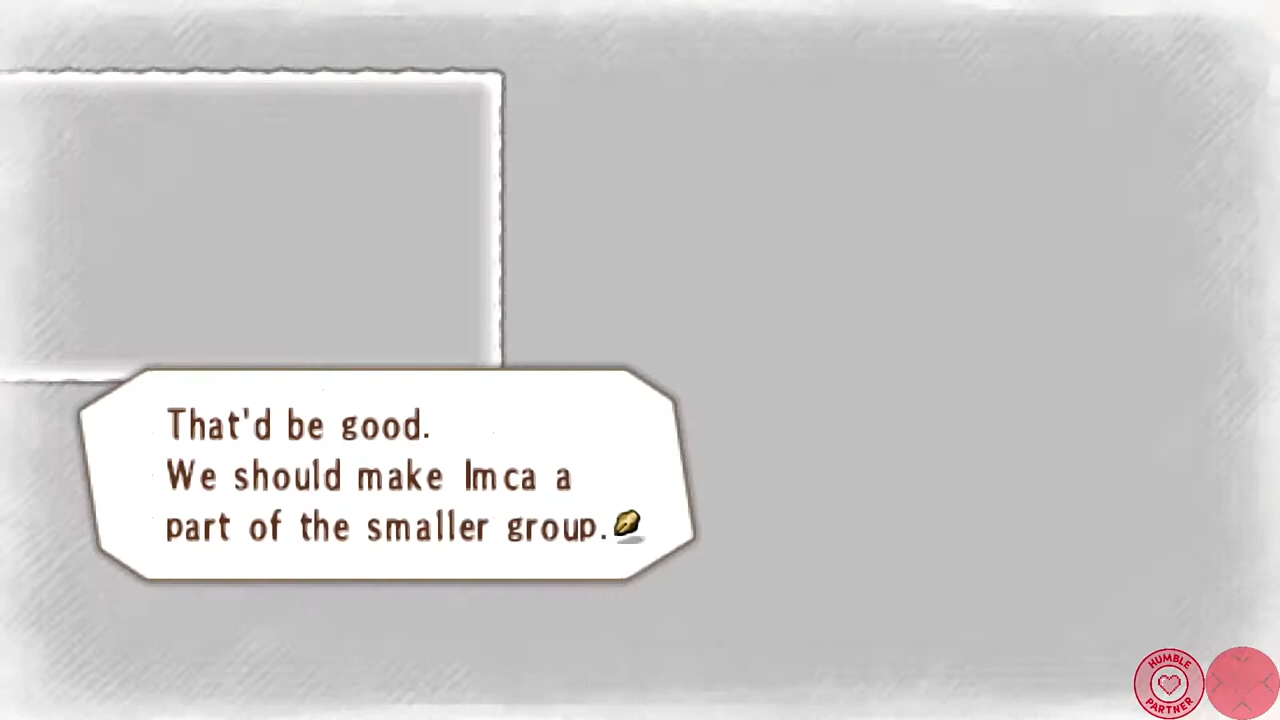 That'd be good.
We should make Imca a
part of the smaller group.
HUMBLE
PARTNER